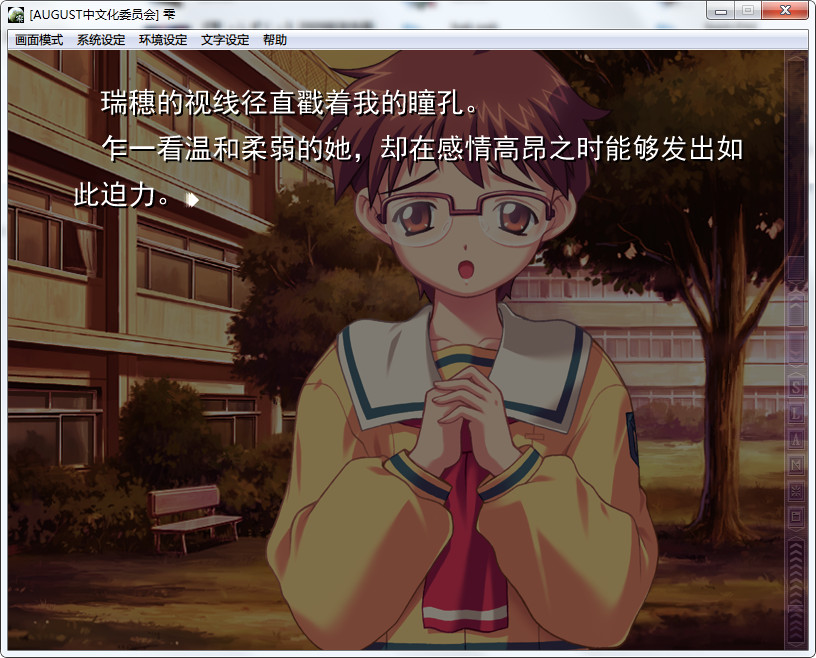 [AUGUST中文化委员会] 雫
画面模式 系统设定 环境设定 文字设定 帮助
瑞穗的视线径直戳着我的瞳孔。
乍一看温和柔弱的她，却在感情高昂之时能够发出如
此迫力。
S
L
A